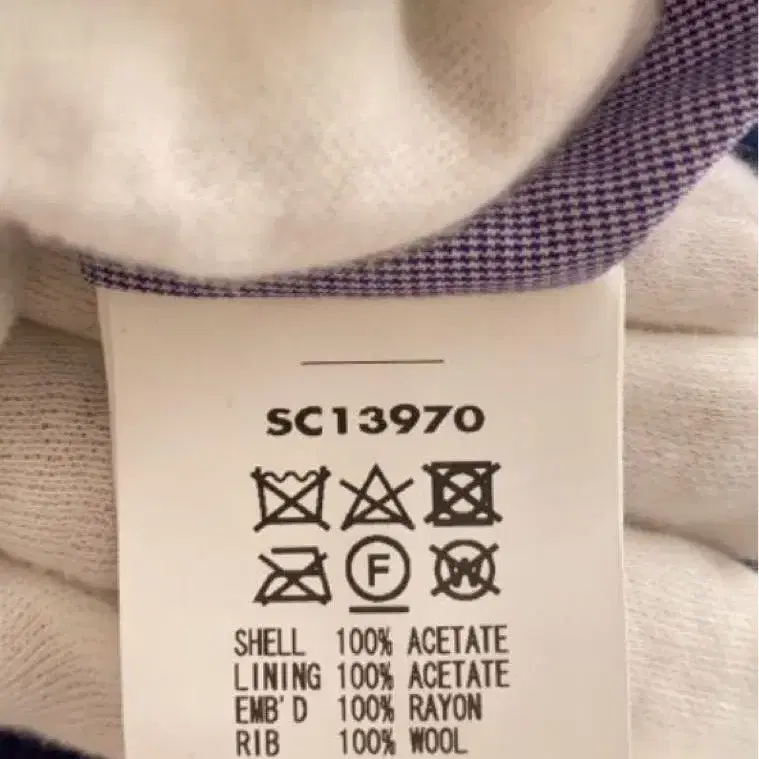 SC13970
F W
SHELL 100% ACETATE
LINING 100% ACETATE
EMB'D 100% RAYON
RIB 100% WOOL